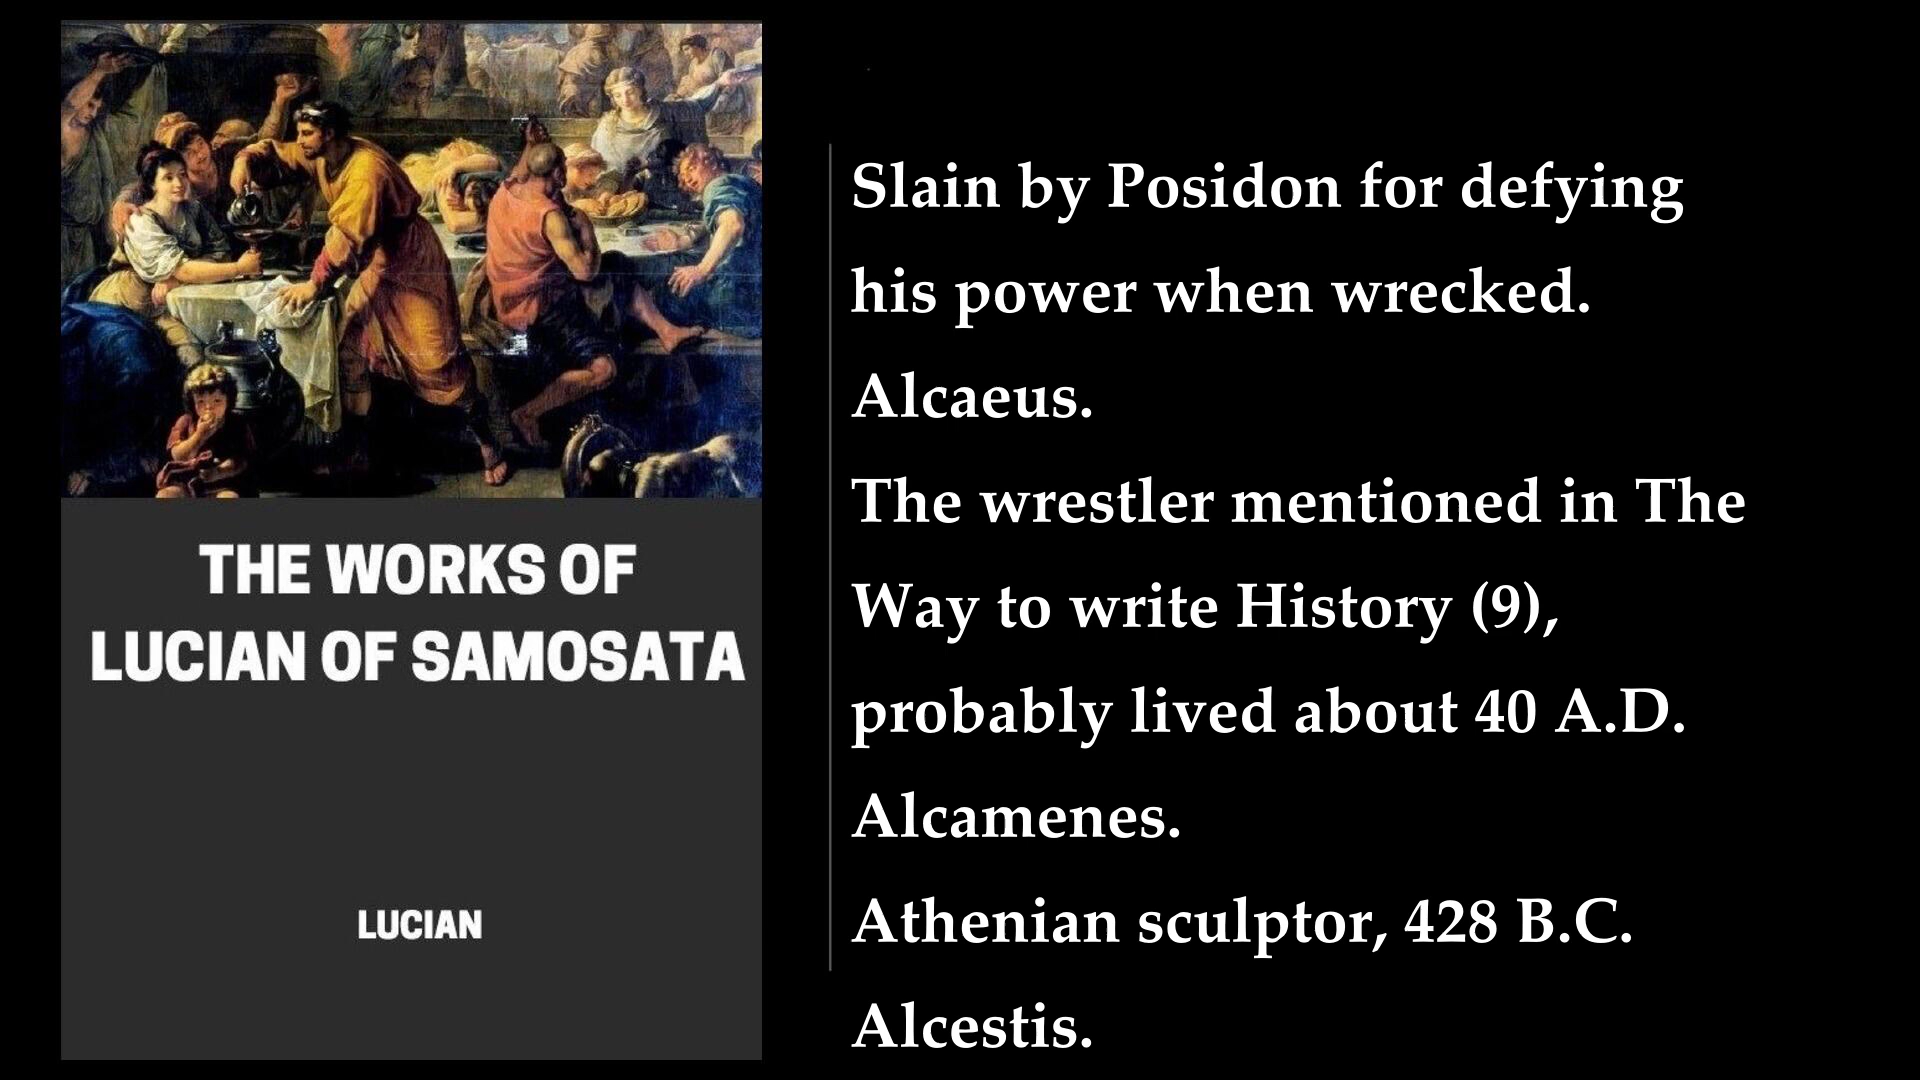 THE WORKS OF
LUCIAN OF SAMOSATA
LUCIAN
Slain by Posidon for defying
his power when wrecked.
Alcaeus.
The wrestler mentioned in The
Way to write History (9),
probably lived about 40 A.D.
Alcamenes.
Athenian sculptor, 428 B.C.
Alcestis.